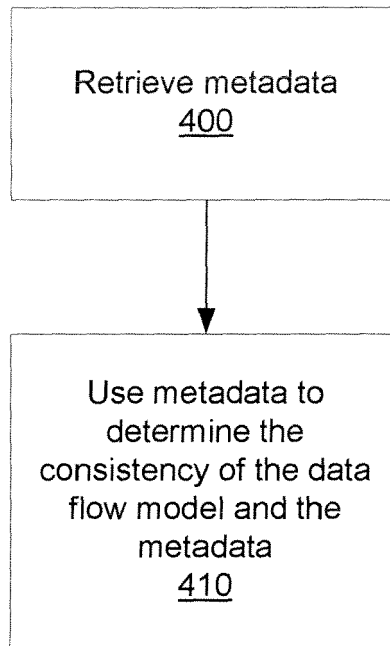 Retrieve metadata
400
Use metadata to
determine the
consistency of the data
flow model and the
metadata
410